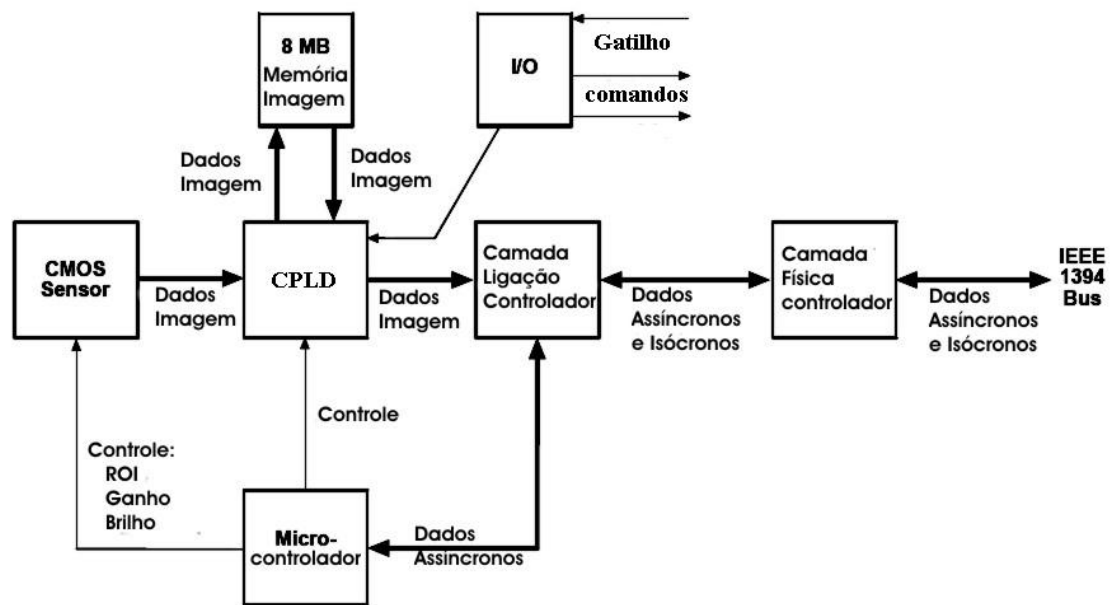 8 MB
Memória
Imagem
I/O
Gatilho
comandos
Dados
Imagem
Dados
Imagem
CMOS
Sensor
Dados
Imagem
CPLD
Dados
Imagem
Camada
Ligação
Controlador
Dados
Assíncronos
e Isócronos
Camada
Física
controlador
Dados
Assíncronos
e Isócronos
IEEE
1394
Bus
Controle
Controle:
ROI
Ganho
Brilho
Micro-
controlador
Dados
Assíncronos